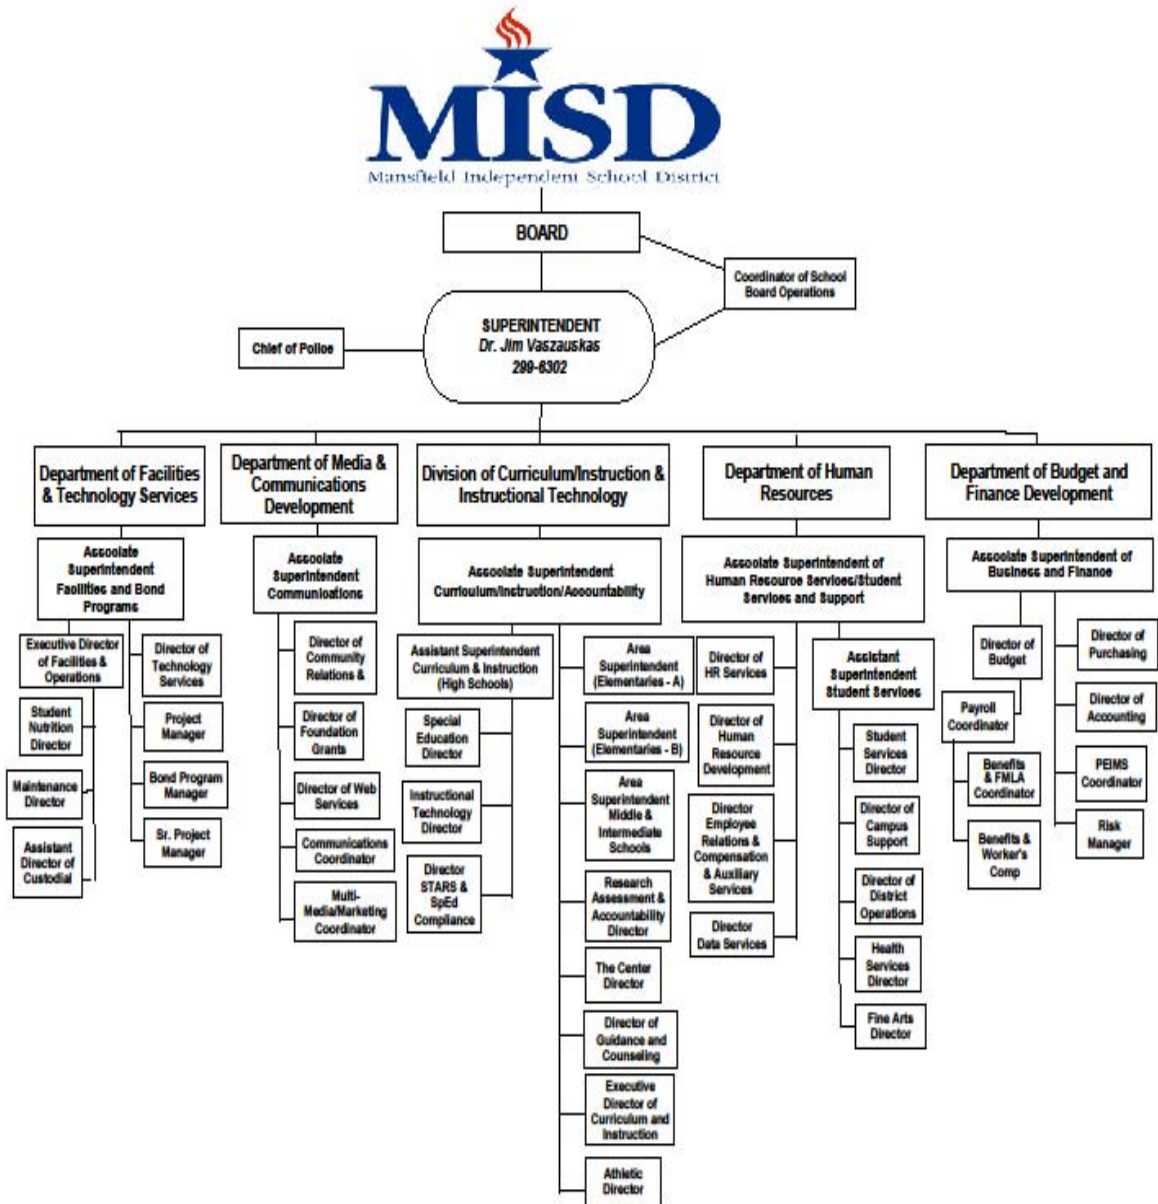 MISD
Mansfield Independent School District
BOARD
Coordinator of School
Board Operations
SUPERINTENDENT
Dr. Jim Vaszauskas
299-6302
Chief of Police
Department of Facilities
& Technology Services
Department of Media &
Communications
Development
Division of Curriculum/Instruction &
Instructional Technology
Department of Human
Resources
Department of Budget and
Finance Development
Associate
Superintendent
Facilities and Bond
Programs
Associate
Superintendent
Communications
Associate Superintendent
Curriculum/Instruction/Accountability
Associate Superintendent of
Human Resource Services/Student
Services and Support
Associate Superintendent of
Business and Finance
Executive Director
of Facilities &
Operations
Student
Nutrition
Director
Maintenance
Director
Assistant
Director of
Custodial
Director of
Technology
Services
Project
Manager
Bond Program
Manager
Sr. Project
Manager
Director of
Community
Relations &
Director of
Foundation
Grants
Director of Web
Services
Communications
Coordinator
Multi-
Media/Marketing
Coordinator
Assistant Superintendent
Curriculum & Instruction
(High Schools)
Special
Education
Director
Instructional
Technology
Director
Director
STARS &
SpEd
Compliance
Area
Superintendent
(Elementaries - A)
Area
Superintendent
(Elementaries - B)
Area
Superintendent
Middle &
Intermediate
Schools
Research
Assessment &
Accountability
Director
The Center
Director
Director of
Guidance and
Counseling
Executive
Director of
Curriculum and
Instruction
Athletic
Director
Director of
HR Services
Director of
Human
Resource
Development
Director
Employee
Relations &
Compensation
& Auxiliary
Services
Director
Data Services
Assistant
Superintendent
Student Services
Student
Services
Director
Director of
Campus
Support
Director of
District
Operations
Health
Services
Director
Fine Arts
Director
Director of
Budget
Payroll
Coordinator
Benefits
& FMLA
Coordinator
Benefits &
Worker's
Comp
Director of
Purchasing
Director of
Accounting
PEIMS
Coordinator
Risk
Manager